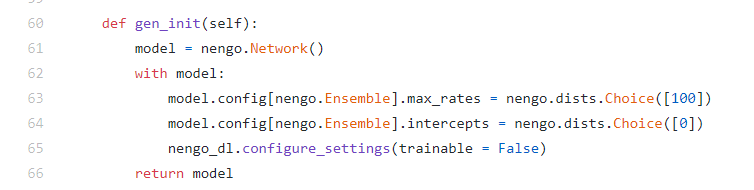 60 def gen_init(self):
61 model = nengo.Network()
62 with model:
63 model.config[nengo.Ensemble].max_rates = nengo.dists.Choice([100])
64 model.config[nengo.Ensemble].intercepts = nengo.dists.Choice([0])
65 nengo_dl.configure_settings(trainable = False)
66 return model